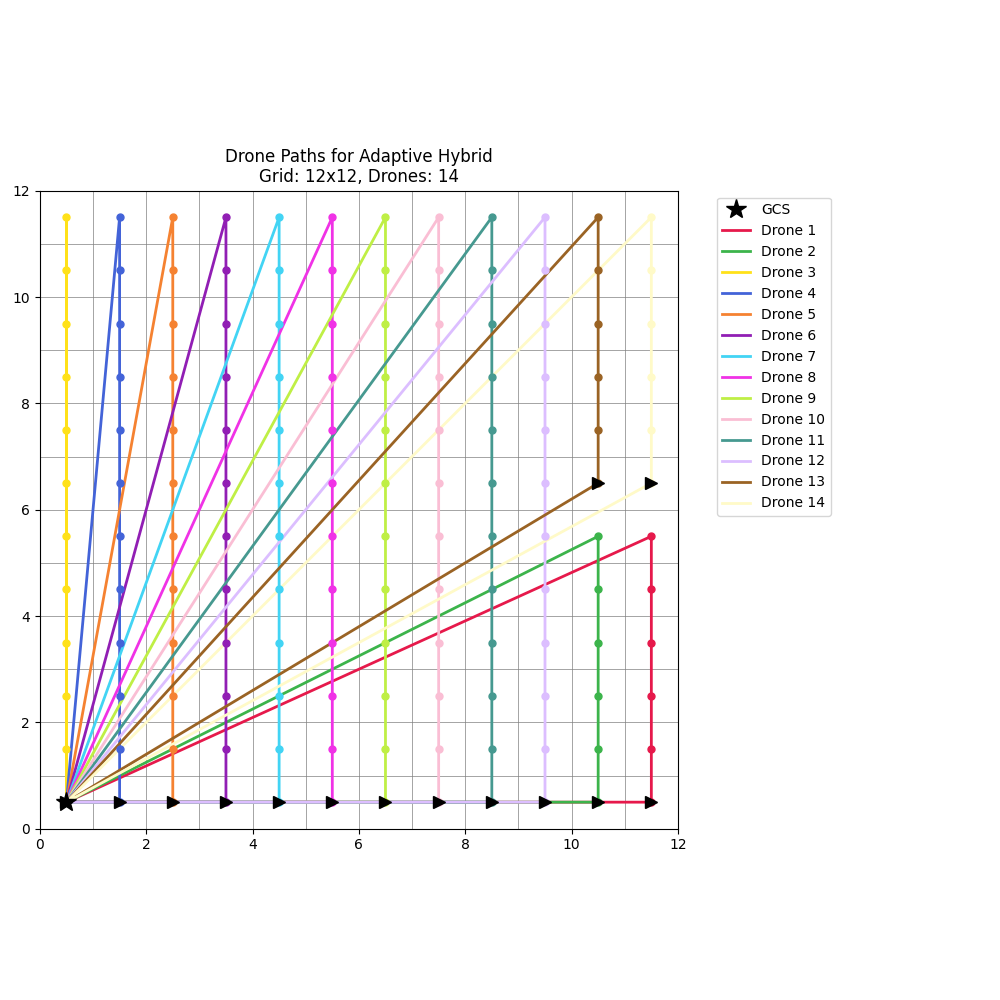 Drone Paths for Adaptive Hybrid
Grid: 12x12, Drones: 14
12
10
8
6
4
2
0
0 2 4 6 8 10 12
GCS
Drone 1
Drone 2
Drone 3
Drone 4
Drone 5
Drone 6
Drone 7
Drone 8
Drone 9
Drone 10
Drone 11
Drone 12
Drone 13
Drone 14